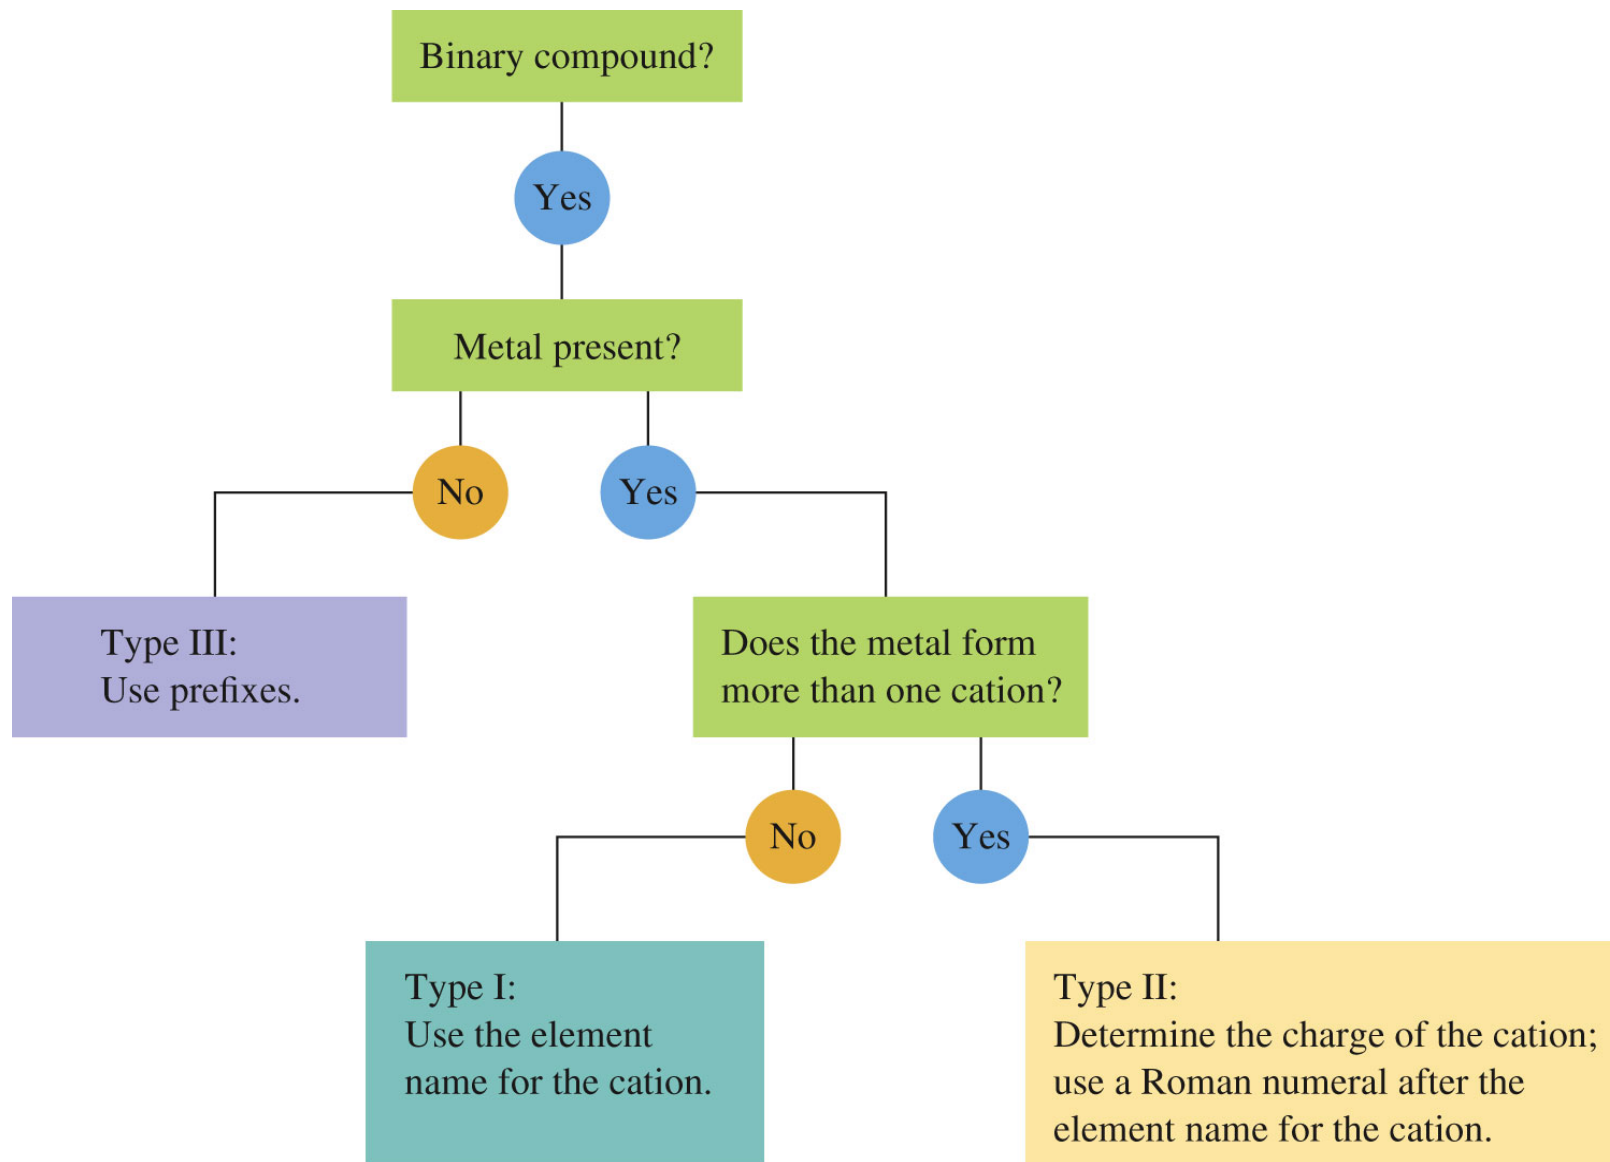 Binary compound?
Yes
Metal present?
No
Yes
Type III:
Use prefixes.
Does the metal form
more than one cation?
No
Yes
Type I:
Use the element
name for the cation.
Type II:
Determine the charge of the cation;
use a Roman numeral after the
element name for the cation.